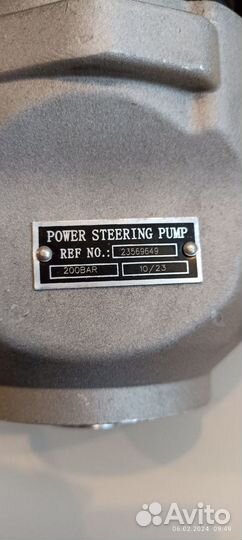 POWER STEERING PUMP
REF NO.: 23569649
200BAR 10/23
Avito
06.02.2024 09:49